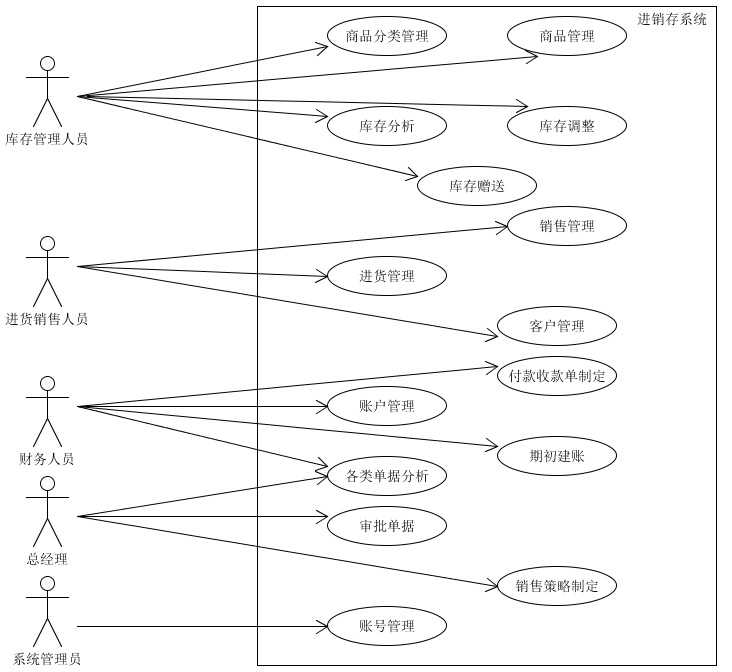 进销存系统
商品分类管理
商品管理
库存管理人员
库存分析
库存调整
库存赠送
销售管理
进货销售人员
进货管理
客户管理
付款收款单制定
账户管理
财务人员
期初建账
各类单据分析
审批单据
总经理
销售策略制定
账号管理
系统管理员